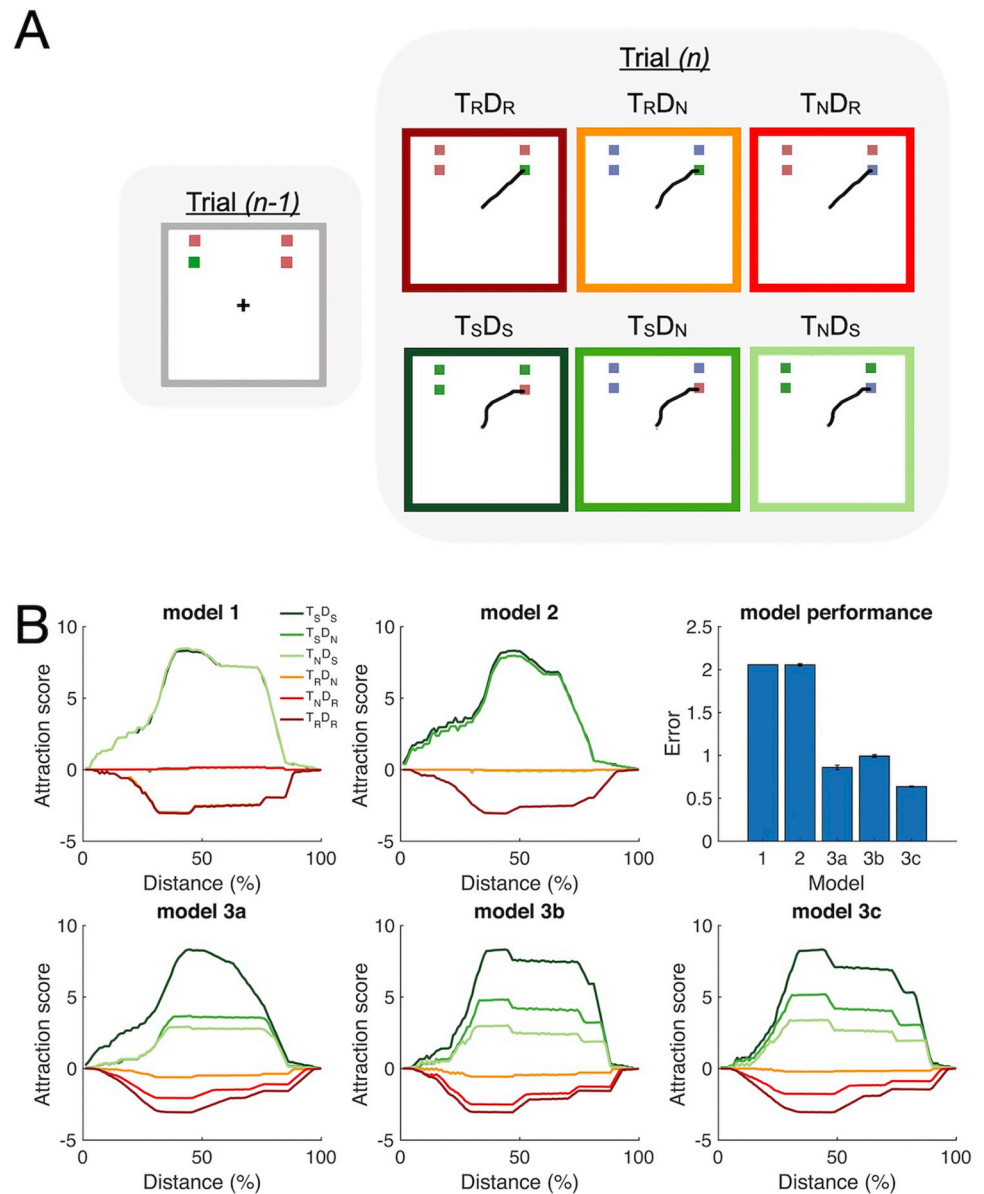 A
Trial (n)
TRDR TRDN TNDR
Trial (n-1)
TSDS TSDN TNDS
B
model 1
model 2
model performance
TSDS
TSDN
TNDS
TRDN
TNDR
TRDR
Attraction score
10
5
0
-5
0 50 100
Distance (%)
Attraction score
10
5
0
-5
0 50 100
Distance (%)
Error
2.5
2
1.5
1
0.5
0
1 2 3a 3b 3c
Model
model 3a
model 3b
model 3c
Attraction score
10
5
0
-5
0 50 100
Distance (%)
Attraction score
10
5
0
-5
0 50 100
Distance (%)
Attraction score
10
5
0
-5
0 50 100
Distance (%)